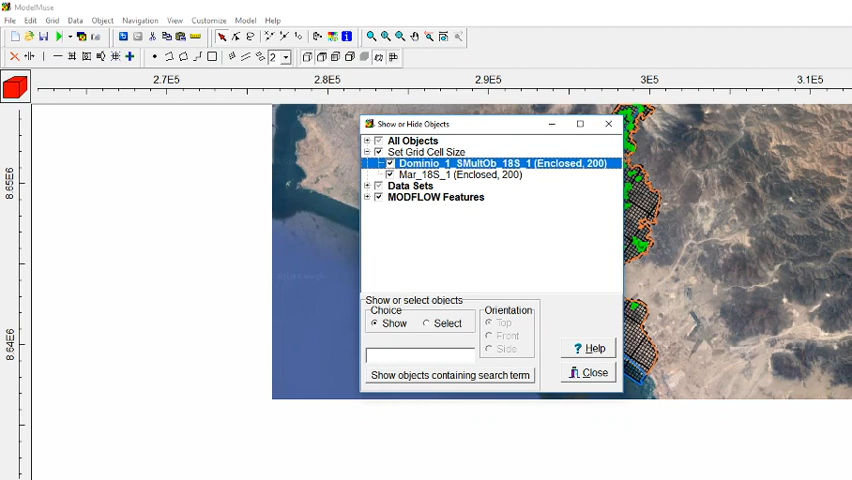 ModelMuse
File Edit Grid Data Object Navigation View Customize Model Help
2
2.7E5 2.8E5 2.9E5 3E5 3.1E5
8.65E6
8.64E6
Show or Hide Objects
All Objects
Set Grid Cell Size
Dominio_1_SMultOb_18S_1 (Enclosed, 200)
Mar_18S_1 (Enclosed, 200)
Data Sets
MODFLOW Features
Show or select objects
Choice
Show Select
Orientation
Top
Front
Side
Help
Show objects containing search term
Close